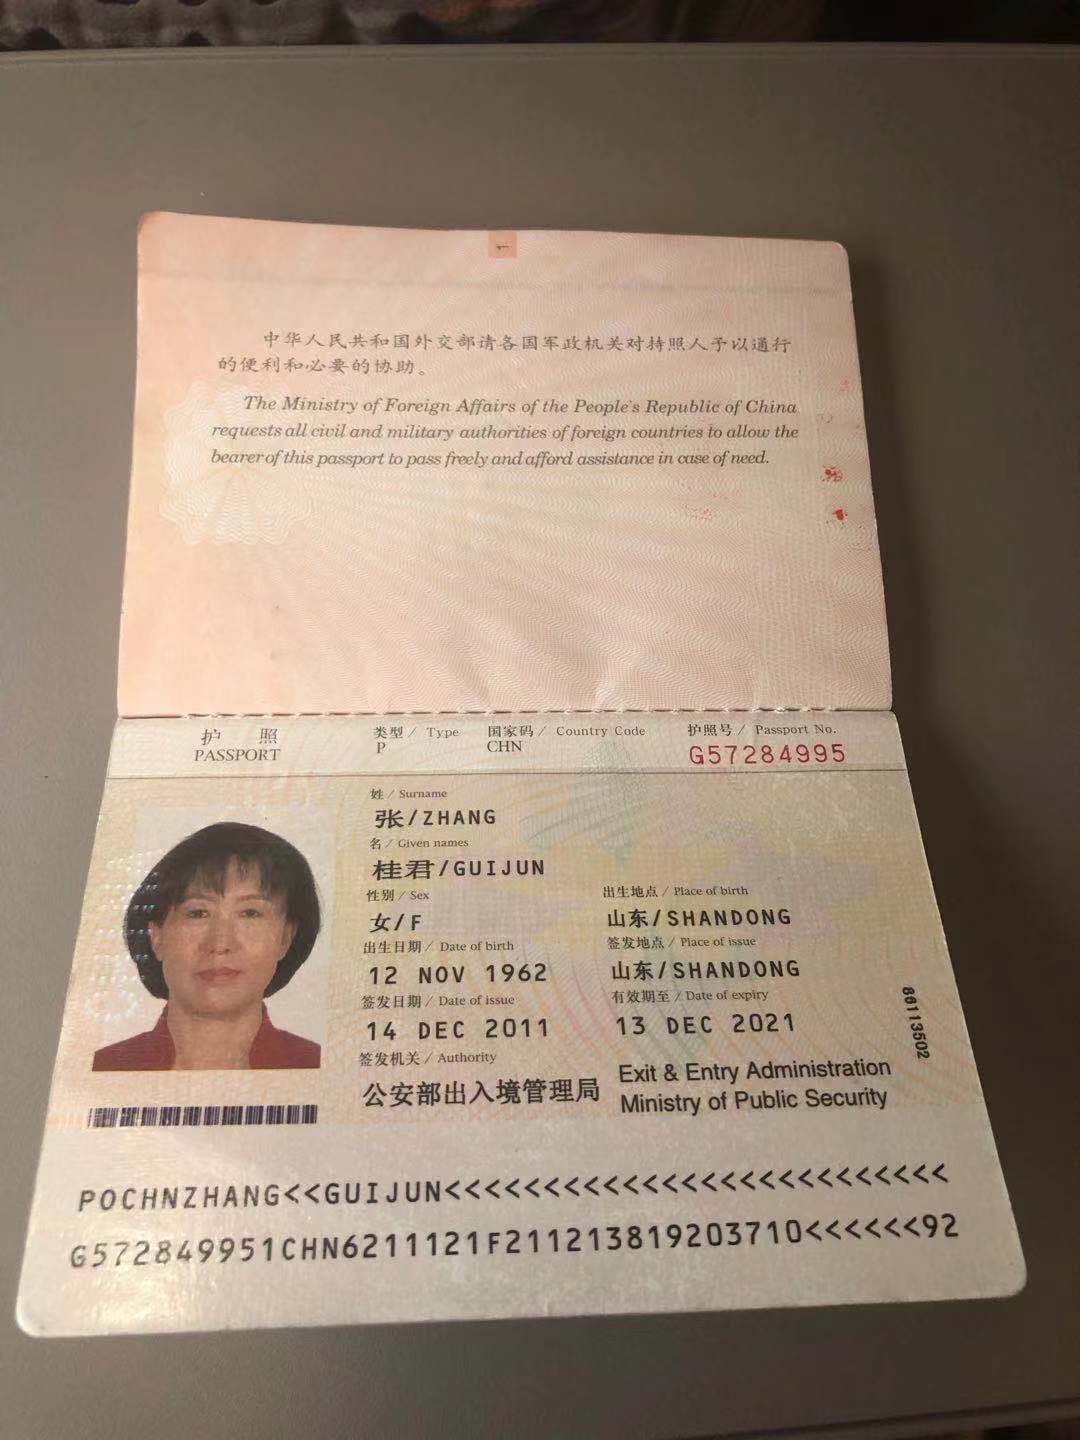 1
中华人民共和国外交部请各国军政机关对持照人予以通行
的便利和必要的协助。
The Ministry of Foreign Affairs of the People's Republic of China
requests all civil and military authorities of foreign countries to allow the
bearer of this passport to pass freely and afford assistance in case of need.
护 照
PASSPORT
类型 / Type
P
国家码 / Country Code
CHN
护照号 / Passport No.
G57284995
姓 / Surname
张/ZHANG
名 / Given names
桂君/GUIJUN
性别 / Sex
女/F
出生地点 / Place of birth
山东/SHANDONG
出生日期 / Date of birth
12 NOV 1962
签发地点 / Place of issue
山东/SHANDONG
签发日期 / Date of issue
14 DEC 2011
有效期至 / Date of expiry
13 DEC 2021
签发机关 / Authority
公安部出入境管理局
Exit & Entry Administration
Ministry of Public Security
86113502
POCHNZHANG<<GUIJUN<<<<<<<<<<<<<<<<<<<<<<<<<<
G572849951CHN6211121F211213819203710<<<<<<92